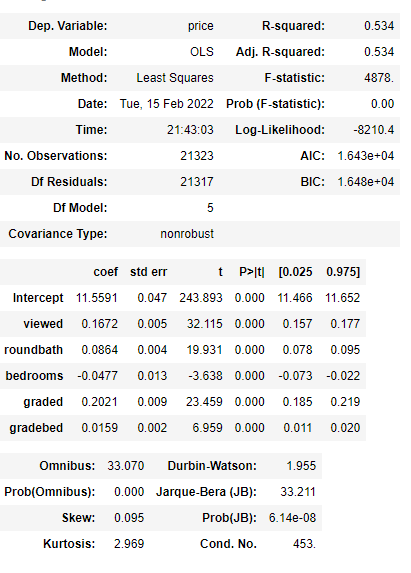 Dep. Variable: price R-squared: 0.534
Model: OLS Adj. R-squared: 0.534
Method: Least Squares F-statistic: 4878.
Date: Tue, 15 Feb 2022 Prob (F-statistic): 0.00
Time: 21:43:03 Log-Likelihood: -8210.4
No. Observations: 21323 AIC: 1.643e+04
Df Residuals: 21317 BIC: 1.648e+04
Df Model: 5
Covariance Type: nonrobust
coef std err t P>|t| [0.025 0.975]
Intercept 11.5591 0.047 243.893 0.000 11.466 11.652
viewed 0.1672 0.005 32.115 0.000 0.157 0.177
roundbath 0.0864 0.004 19.931 0.000 0.078 0.095
bedrooms -0.0477 0.013 -3.638 0.000 -0.073 -0.022
graded 0.2021 0.009 23.459 0.000 0.185 0.219
gradebed 0.0159 0.002 6.959 0.000 0.011 0.020
Omnibus: 33.070 Durbin-Watson: 1.955
Prob(Omnibus): 0.000 Jarque-Bera (JB): 33.211
Skew: 0.095 Prob(JB): 6.14e-08
Kurtosis: 2.969 Cond. No. 453.